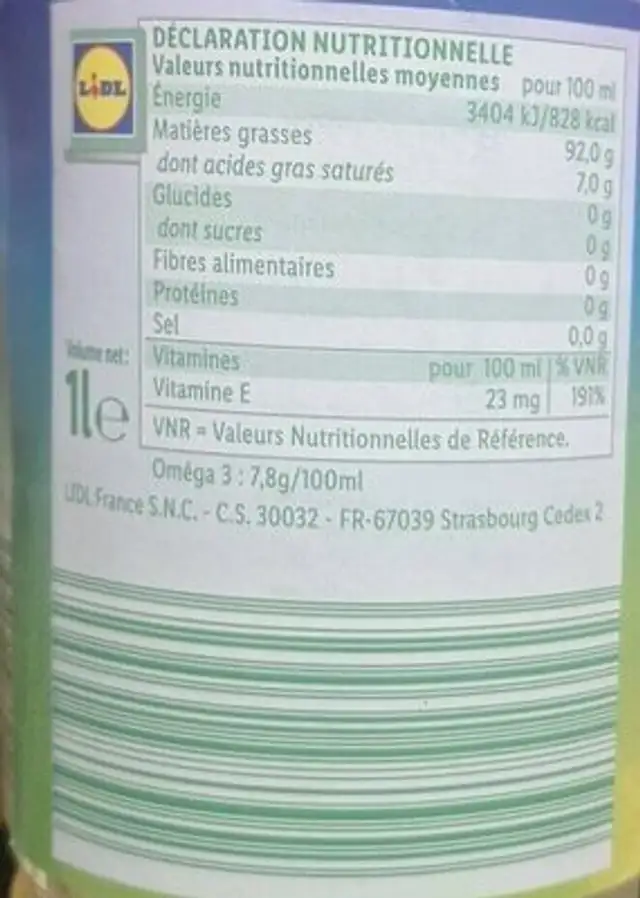 LIDL
DÉCLARATION NUTRITIONNELLE
Valeurs nutritionnelles moyennes pour 100 ml
Énergie 3404 kJ/828 kcal
Matières grasses 92,0 g
dont acides gras saturés 7,0 g
Glucides 0 g
dont sucres 0 g
Fibres alimentaires 0 g
Protéines 0 g
Sel 0,0 g
Vitamines pour 100 ml % VNR
Vitamine E 23 mg 191%
VNR = Valeurs Nutritionnelles de Référence.
Volume net:
1le
Oméga 3 : 7,8g/100ml
LIDL France S.N.C. - C.S. 30032 - FR-67039 Strasbourg Cedex 2